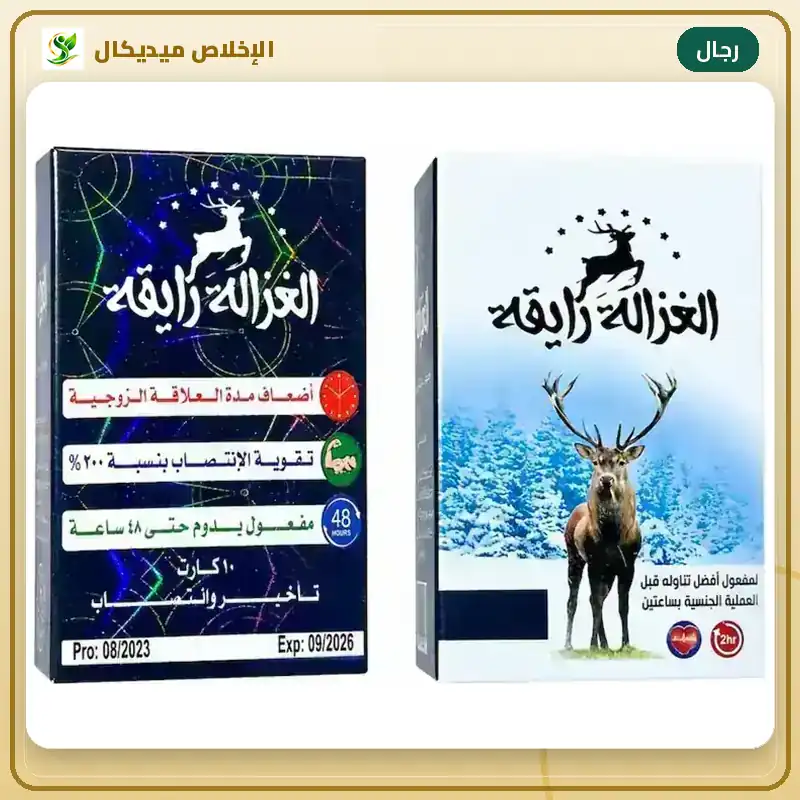 الإخلاص ميديكال
رجال
الغزالة رايقة
أضعاف مدة العلاقة الزوجية
تقوية الإنتصاب بنسبة ٢٠٠ %
مفعول يدوم حتى ٤٨ ساعة
48
HOURS
١٠ كارت
تأخير وانتصاب
Pro: 08/2023
Exp: 09/2026
الغزالة رايقة
لمفعول أفضل تناوله قبل
العملية الجنسية بساعتين
2hr